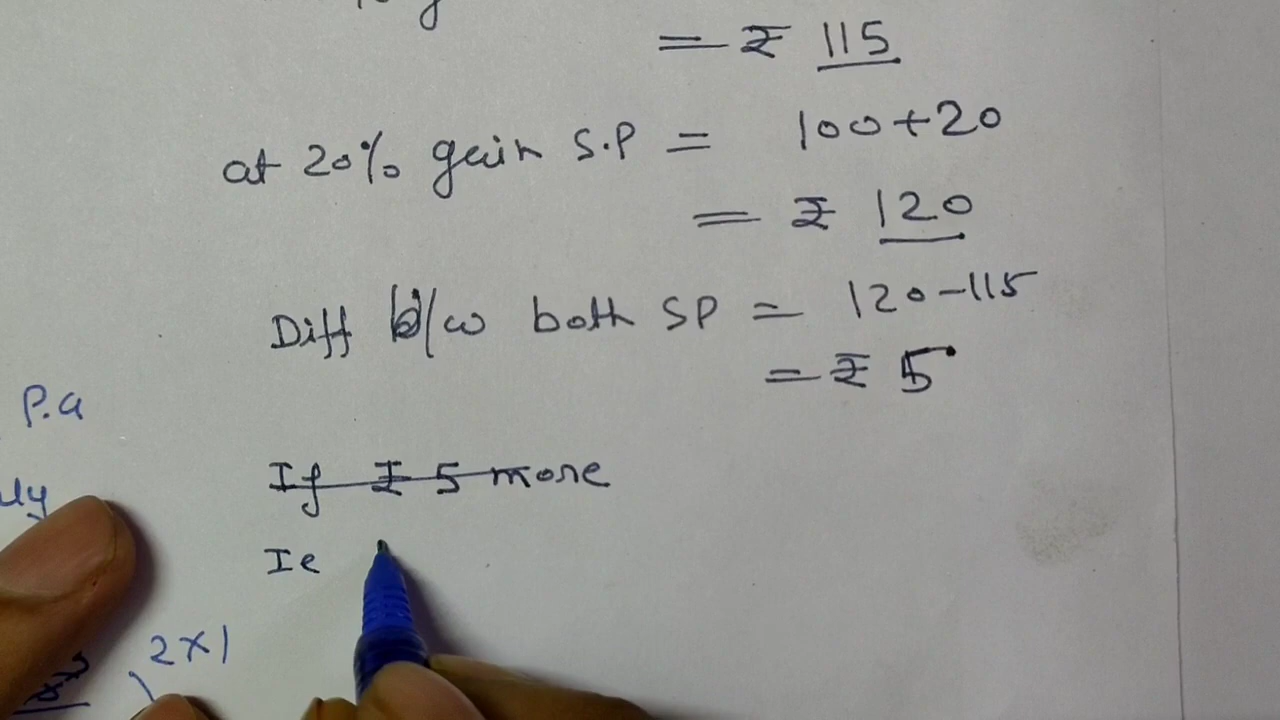 = ₹ 115
at 20% gain S.P = 100+20
= ₹ 120
Diff b/w both SP = 120-115
= ₹ 5
P.a
If ₹ 5 more
Ie
2×1